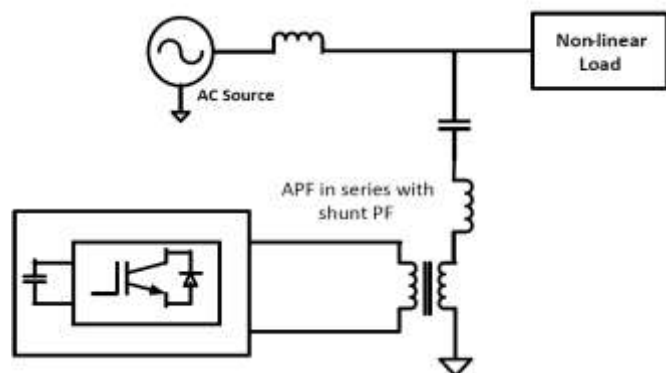 Non-linear
Load
AC Source
APF in series with
shunt PF